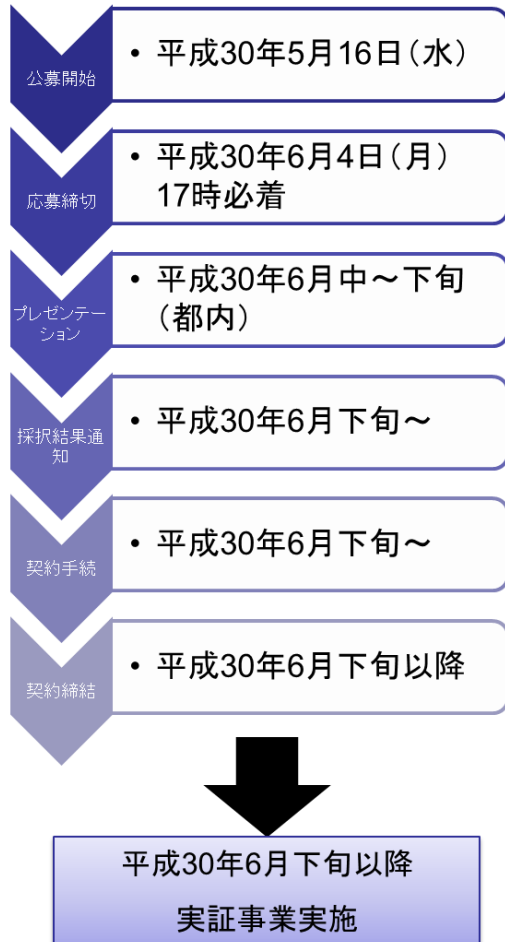 公募開始
• 平成30年5月16日（水）
応募締切
• 平成30年6月4日（月）
17時必着
プレゼンテー
ション
• 平成30年6月中～下旬
（都内）
採択結果通
知
• 平成30年6月下旬～
契約手続
• 平成30年6月下旬～
契約締結
• 平成30年6月下旬以降
平成30年6月下旬以降
実証事業実施